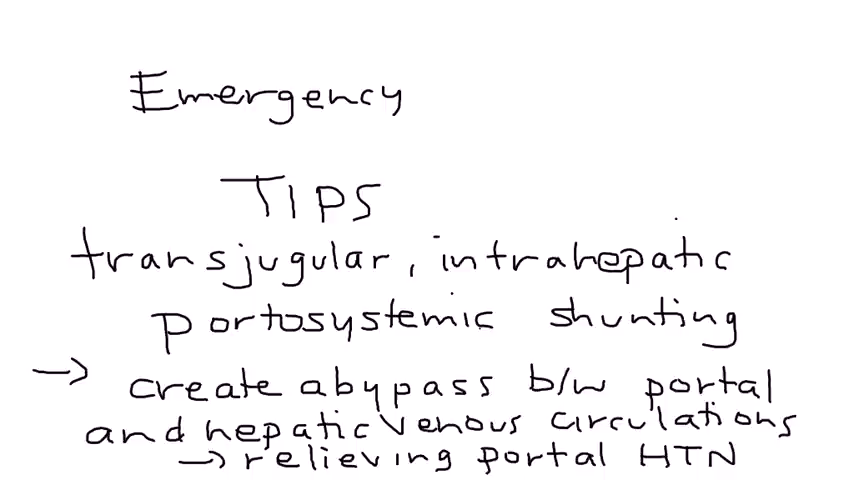 Emergency
TIPS
transjugular, intrahepatic
portosystemic shunting
→ create a bypass b/w portal
and hepatic venous circulations
→ relieving portal HTN